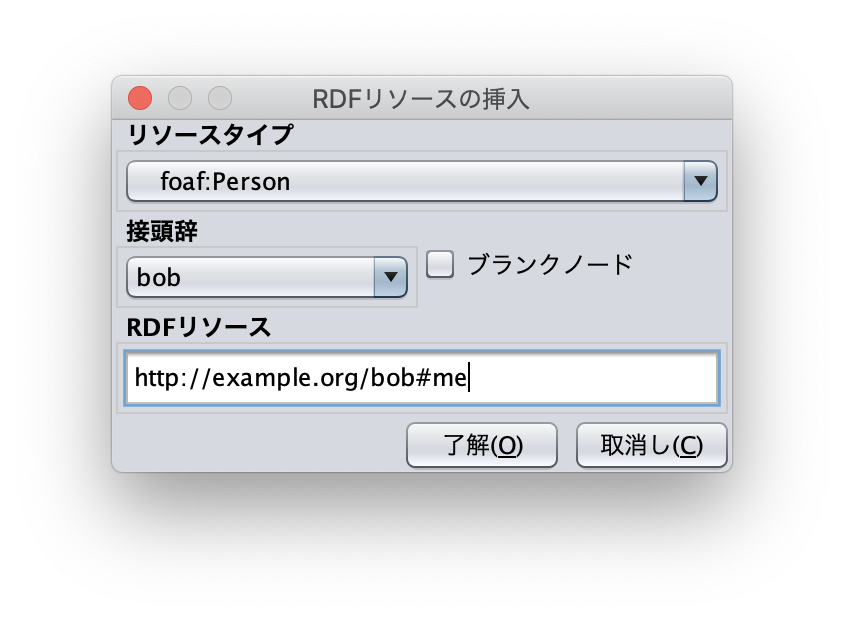 RDFリソースの挿入
リソースタイプ
foaf:Person
接頭辞
bob
ブランクノード
RDFリソース
http://example.org/bob#me
了解(O) 取消し(C)